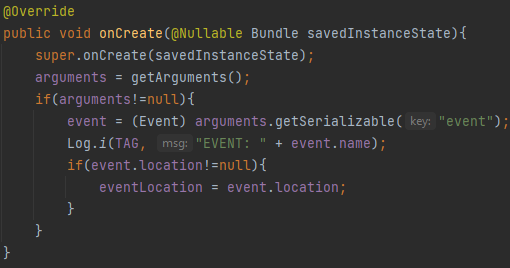 @Override
public void onCreate(@Nullable Bundle savedInstanceState){
    super.onCreate(savedInstanceState);
    arguments = getArguments();
    if(arguments!=null){
        event = (Event) arguments.getSerializable( key: "event");
        Log.i(TAG, msg: "EVENT: " + event.name);
        if(event.location!=null){
            eventLocation = event.location;
        }
    }
}